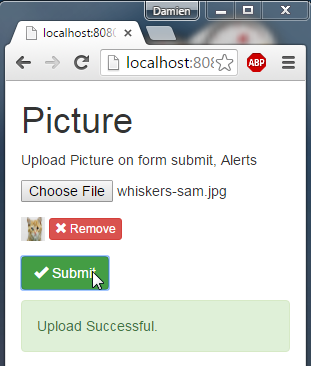 Damien
localhost:808
localhost:808
ABP
Picture
Upload Picture on form submit, Alerts
Choose File whiskers-sam.jpg
Remove
Submit
Upload Successful.